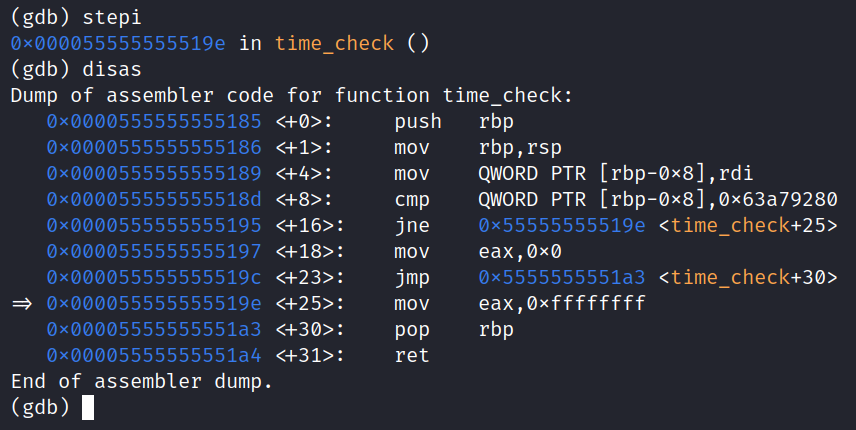 (gdb) stepi
0×000055555555519e in time_check ()
(gdb) disas
Dump of assembler code for function time_check:
   0×0000555555555185 <+0>:     push   rbp
   0×0000555555555186 <+1>:     mov    rbp,rsp
   0×0000555555555189 <+4>:     mov    QWORD PTR [rbp-0×8],rdi
   0×000055555555518d <+8>:     cmp    QWORD PTR [rbp-0×8],0×63a79280
   0×0000555555555195 <+16>:    jne    0×55555555519e <time_check+25>
   0×0000555555555197 <+18>:    mov    eax,0×0
   0×000055555555519c <+23>:    jmp    0×5555555551a3 <time_check+30>
⇒ 0×000055555555519e <+25>:    mov    eax,0×ffffffff
   0×00005555555551a3 <+30>:    pop    rbp
   0×00005555555551a4 <+31>:    ret
End of assembler dump.
(gdb)